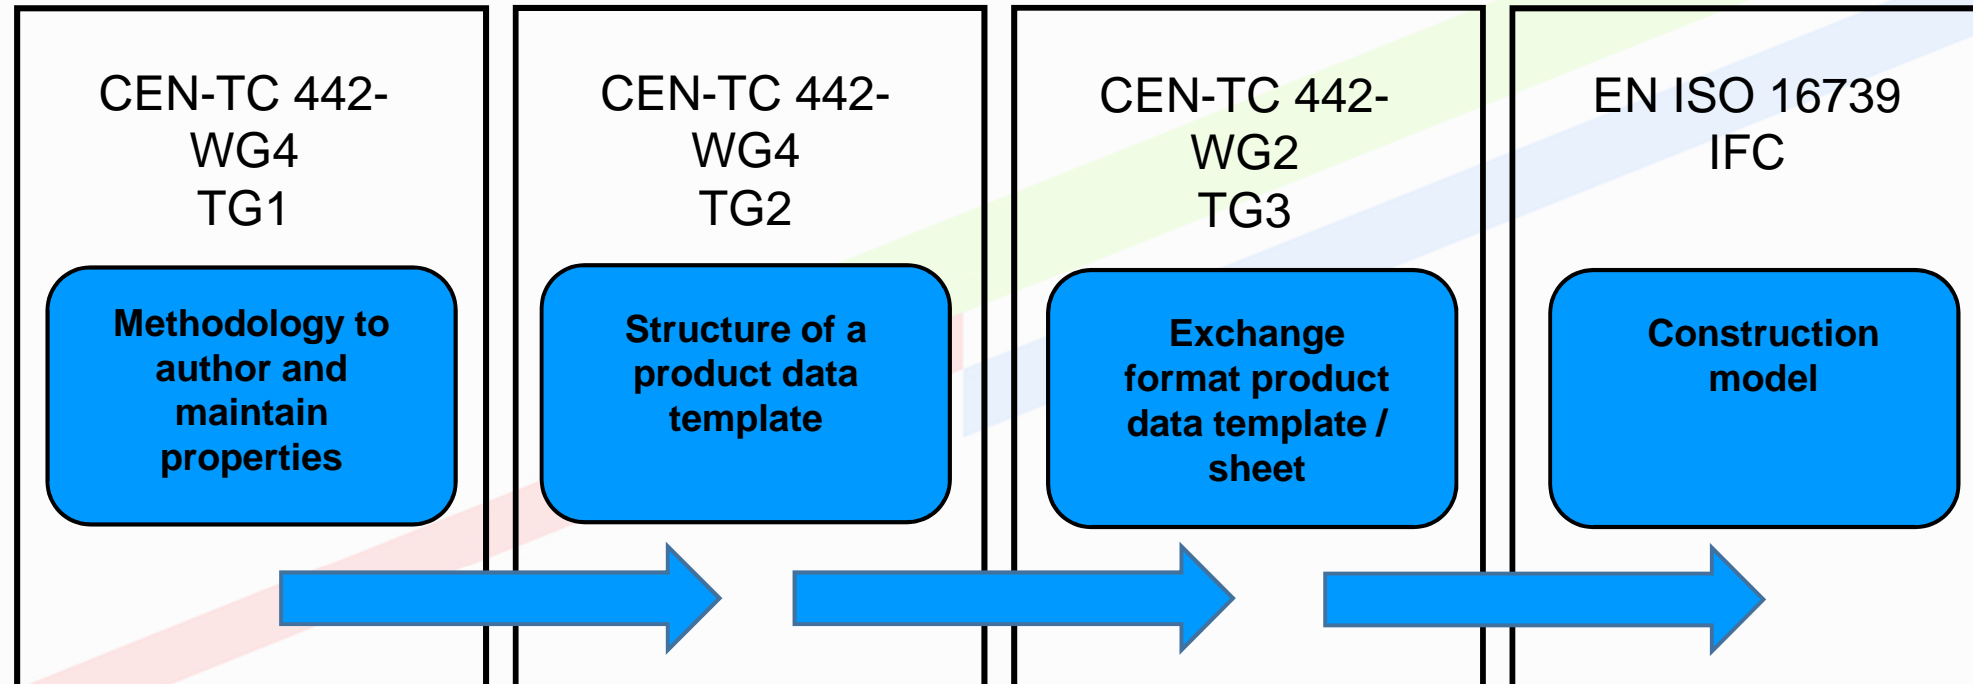 CEN-TC 442-
WG4
TG1
Methodology to
author and
maintain
properties
CEN-TC 442-
WG4
TG2
Structure of a
product data
template
CEN-TC 442-
WG2
TG3
Exchange
format product
data template /
sheet
EN ISO 16739
IFC
Construction
model